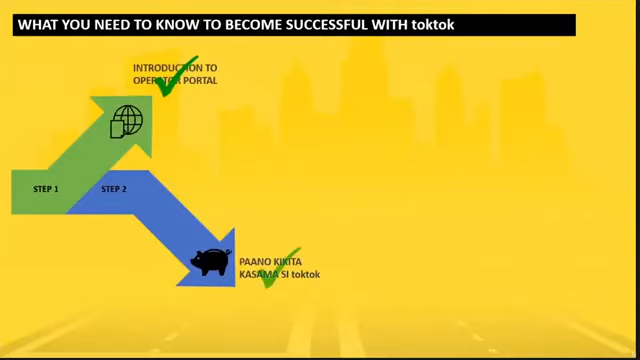 WHAT YOU NEED TO KNOW TO BECOME SUCCESSFUL WITH toktok
INTRODUCTION TO
OPERATOR PORTAL
STEP 1
STEP 2
PAANO KIKITA
KASAMA SI toktok